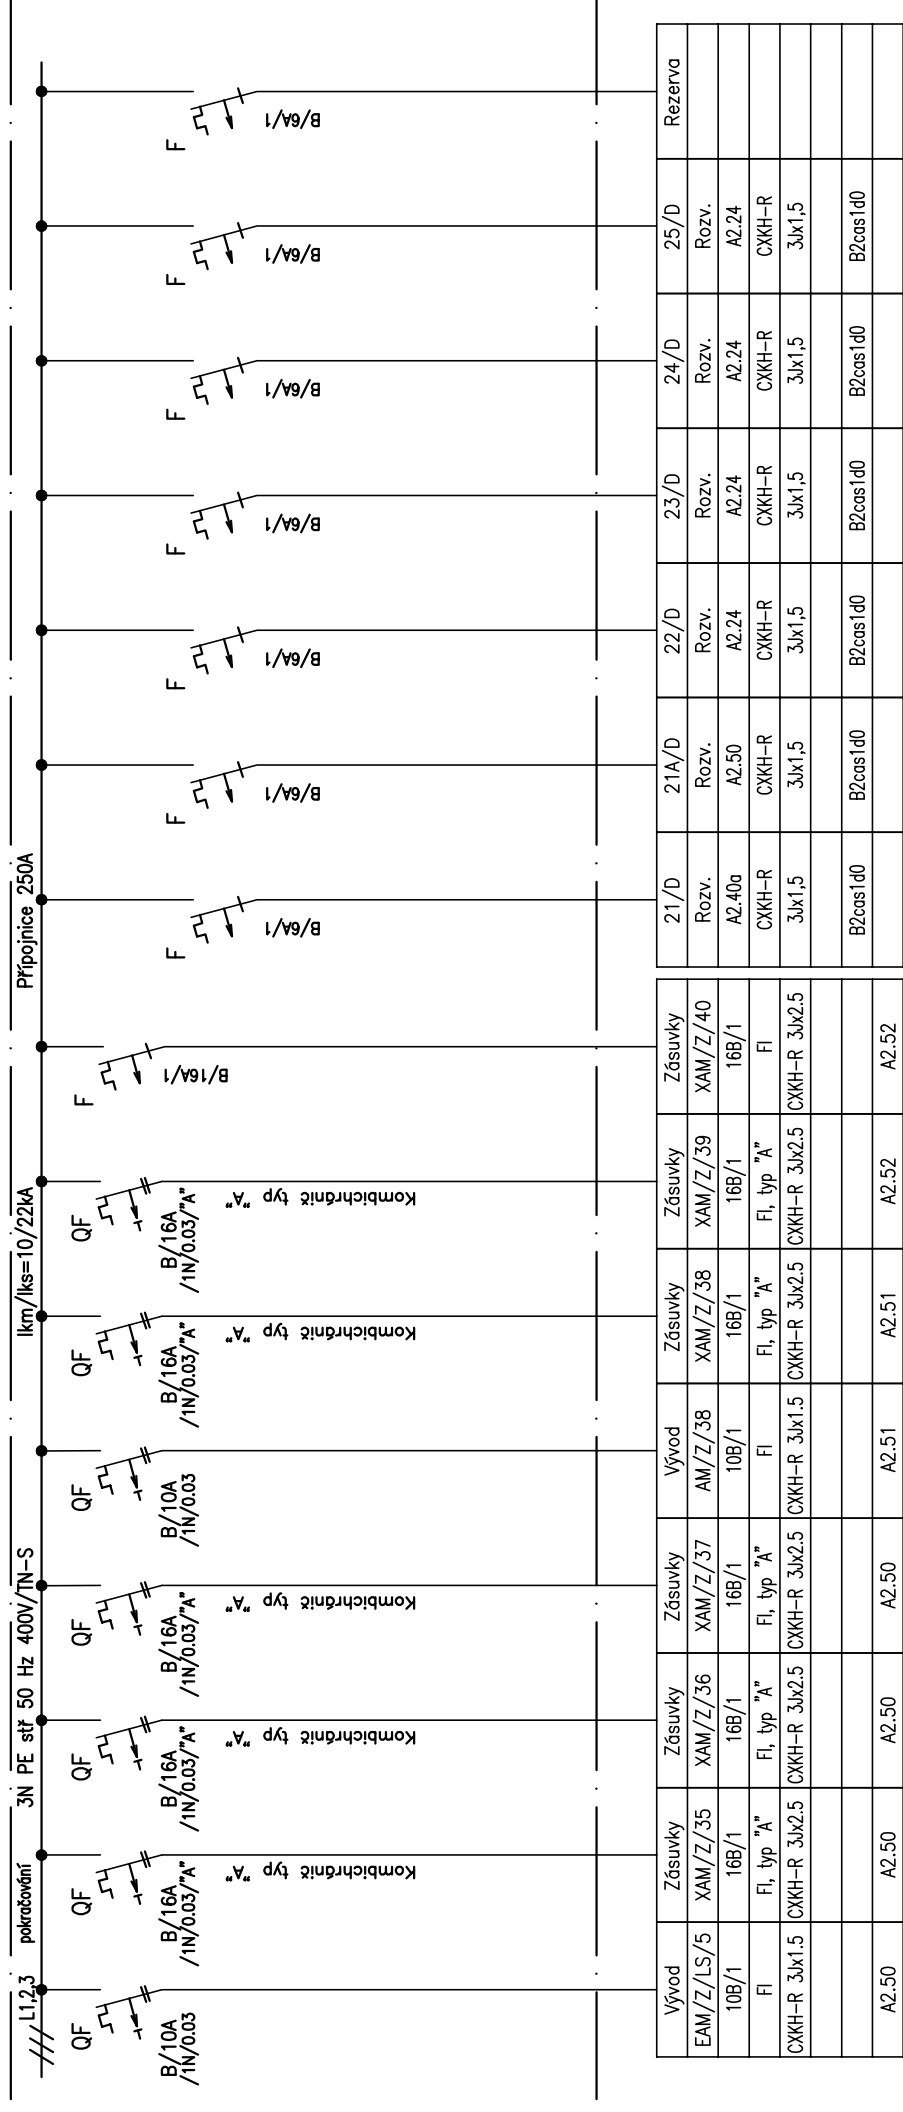 L1,2,3
pokračování
3N PE stř 50 Hz 400V/TN-S
Ikm/Iks=10/22kA
Přípojnice 250A
QF
B/10A
/1N/0.03
QF
B/16A
/1N/0.03/"A"
Kombichránič typ "A"
QF
B/16A
/1N/0.03/"A"
Kombichránič typ "A"
QF
B/16A
/1N/0.03/"A"
Kombichránič typ "A"
QF
B/10A
/1N/0.03
QF
B/16A
/1N/0.03/"A"
Kombichránič typ "A"
QF
B/16A
/1N/0.03/"A"
Kombichránič typ "A"
F
B/16A/1
F
B/6A/1
F
B/6A/1
F
B/6A/1
F
B/6A/1
F
B/6A/1
F
B/6A/1
F
B/6A/1
Vývod
EAM/Z/LS/5
10B/1
FI
CXKH-R 3Jx1.5
A2.50
Zásuvky
XAM/Z/35
16B/1
FI, typ "A"
CXKH-R 3Jx2.5
A2.50
Zásuvky
XAM/Z/36
16B/1
FI, typ "A"
CXKH-R 3Jx2.5
A2.50
Zásuvky
XAM/Z/37
16B/1
FI, typ "A"
CXKH-R 3Jx2.5
A2.50
Vývod
AM/Z/38
10B/1
FI
CXKH-R 3Jx1.5
A2.51
Zásuvky
XAM/Z/38
16B/1
FI, typ "A"
CXKH-R 3Jx2.5
A2.51
Zásuvky
XAM/Z/39
16B/1
FI, typ "A"
CXKH-R 3Jx2.5
A2.52
Zásuvky
XAM/Z/40
16B/1
FI
CXKH-R 3Jx2.5
A2.52
21/D
Rozv.
A2.40a
CXKH-R
3Jx1,5
B2cas1d0
21A/D
Rozv.
A2.50
CXKH-R
3Jx1,5
B2cas1d0
22/D
Rozv.
A2.24
CXKH-R
3Jx1,5
B2cas1d0
23/D
Rozv.
A2.24
CXKH-R
3Jx1,5
B2cas1d0
24/D
Rozv.
A2.24
CXKH-R
3Jx1,5
B2cas1d0
25/D
Rozv.
A2.24
CXKH-R
3Jx1,5
B2cas1d0
Rezerva